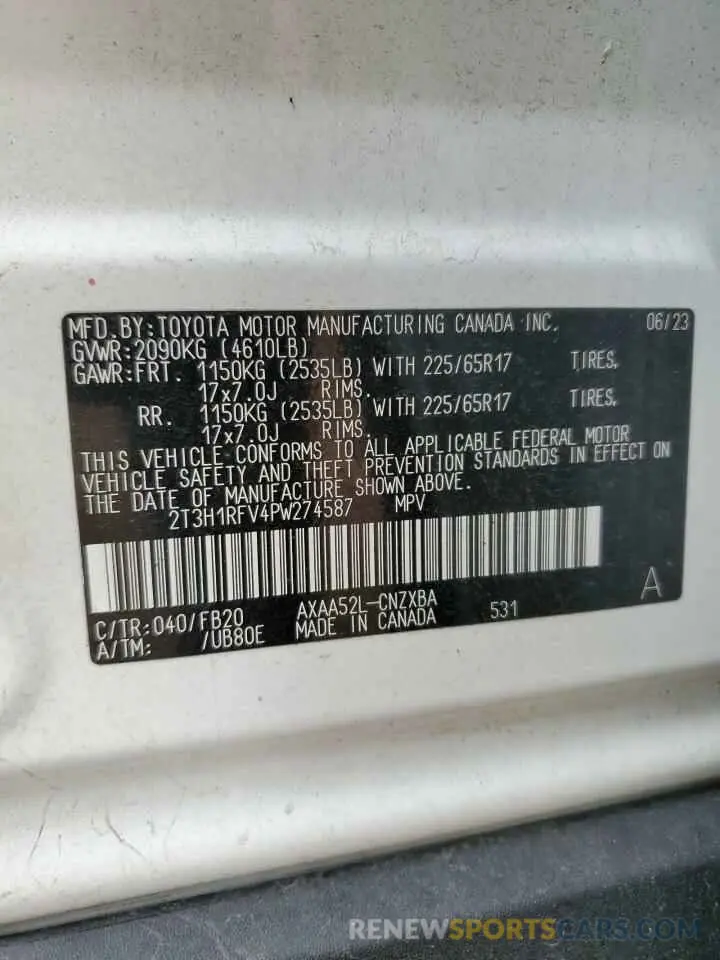 MFD.BY:TOYOTA MOTOR MANUFACTURING CANADA INC. 06/23
GVWR:2090KG (4610LB)
GAWR:FRT. 1150KG (2535LB) WITH 225/65R17 TIRES,
17x7.0J RIMS.
RR. 1150KG (2535LB) WITH 225/65R17 TIRES,
17x7.0J RIMS.
THIS VEHICLE CONFORMS TO ALL APPLICABLE FEDERAL MOTOR
VEHICLE SAFETY AND THEFT PREVENTION STANDARDS IN EFFECT ON
THE DATE OF MANUFACTURE SHOWN ABOVE.
2T3H1RFV4PW274587 MPV
C/TR:040/FB20 AXAA52L-CNZXBA 531 A
A/TM: /UB80E MADE IN CANADA
RENEWSPORTSCARS.COM